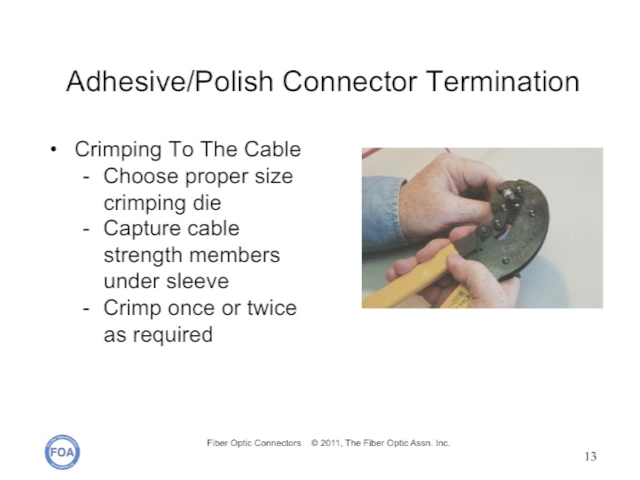 Adhesive/Polish Connector Termination
• Crimping To The Cable
- Choose proper size
crimping die
- Capture cable
strength members
under sleeve
- Crimp once or twice
as required
FOA
Fiber Optic Connectors © 2011, The Fiber Optic Assn. Inc.
13